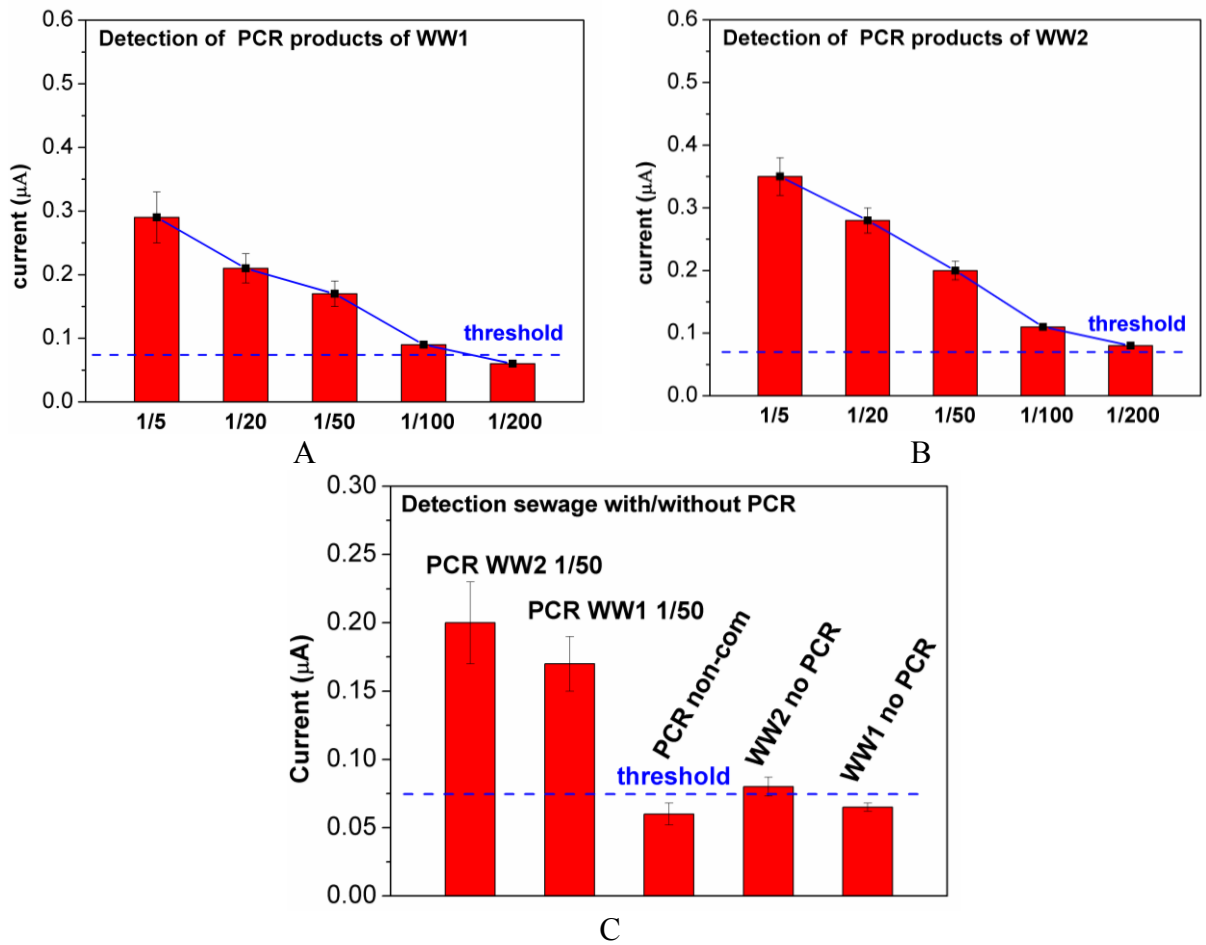 Detection of  PCR products of WW1
current (μA)
0.6
0.5
0.4
0.3
0.2
0.1
0.0
threshold
1/5 1/20 1/50 1/100 1/200
A
Detection of  PCR products of WW2
current (μA)
0.6
0.5
0.4
0.3
0.2
0.1
0.0
threshold
1/5 1/20 1/50 1/100 1/200
B
Detection sewage with/without PCR
Current (μA)
0.30
0.25
0.20
0.15
0.10
0.05
0.00
PCR WW2 1/50
PCR WW1 1/50
PCR non-com
WW2 no PCR
WW1 no PCR
threshold
C